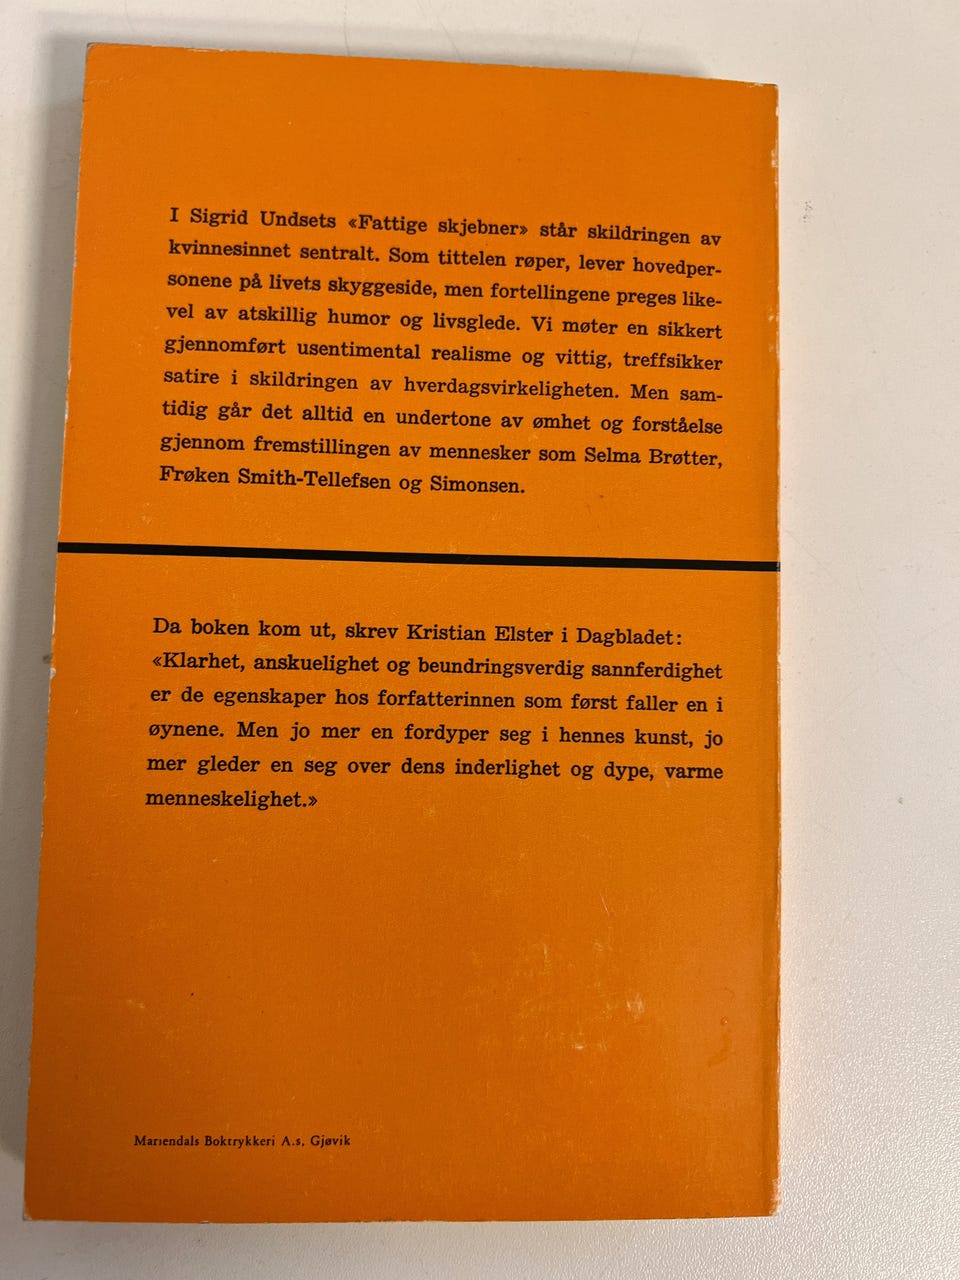 I Sigrid Undsets «Fattige skjebner» står skildringen av
kvinnesinnet sentralt. Som tittelen røper, lever hovedper-
sonene på livets skyggeside, men fortellingene preges like-
vel av atskillig humor og livsglede. Vi møter en sikkert
gjennomført usentimental realisme og vittig, treffsikker
satire i skildringen av hverdagsvirkeligheten. Men sam-
tidig går det alltid en undertone av ømhet og forståelse
gjennom fremstillingen av mennesker som Selma Brøtter,
Frøken Smith-Tellefsen og Simonsen.
Da boken kom ut, skrev Kristian Elster i Dagbladet:
«Klarhet, anskuelighet og beundringsverdig sannferdighet
er de egenskaper hos forfatterinnen som først faller en i
øynene. Men jo mer en fordyper seg i hennes kunst, jo
mer gleder en seg over dens inderlighet og dype, varme
menneskelighet.»
Mariendals Boktrykkeri A.s, Gjøvik